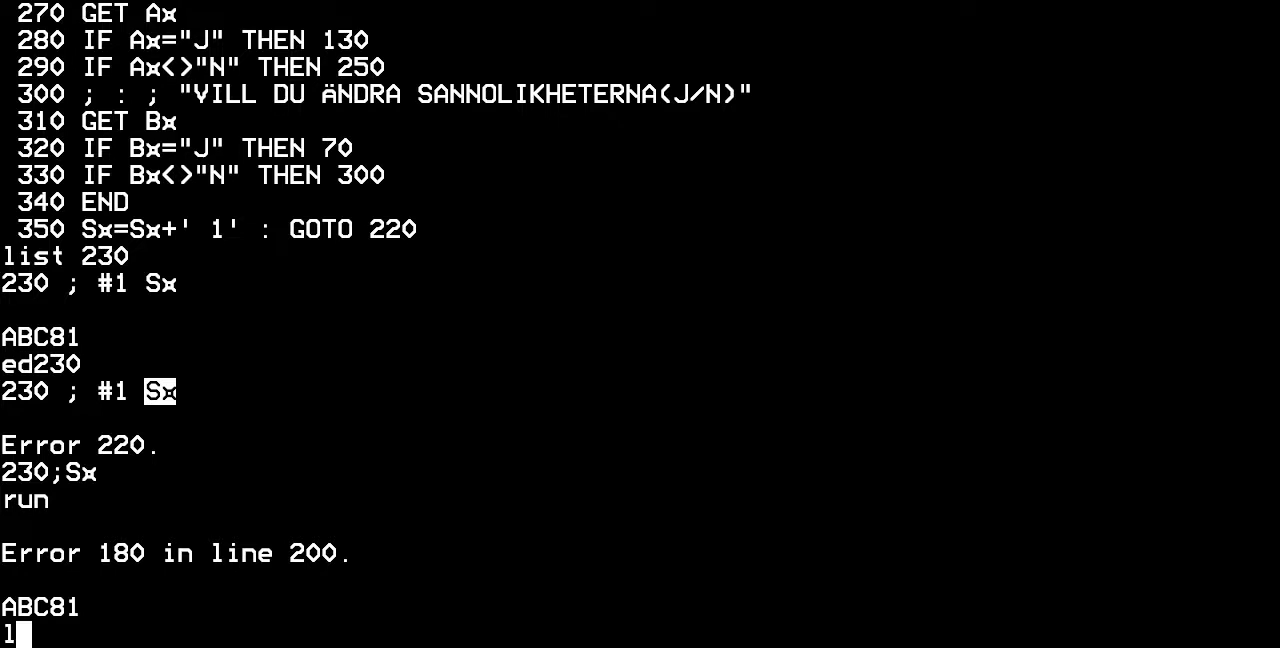 270 GET A¤
280 IF A¤="J" THEN 130
290 IF A¤<>"N" THEN 250
300 ; : ; "VILL DU äNDRA SANNOLIKHETERNA(J/N)"
310 GET B¤
320 IF B¤="J" THEN 70
330 IF B¤<>"N" THEN 300
340 END
350 S¤=S¤+' 1' : GOTO 220
list 230
230 ; #1 S¤
ABC81
ed230
230 ; #1 S¤
Error 220.
230;S¤
run
Error 180 in line 200.
ABC81
l